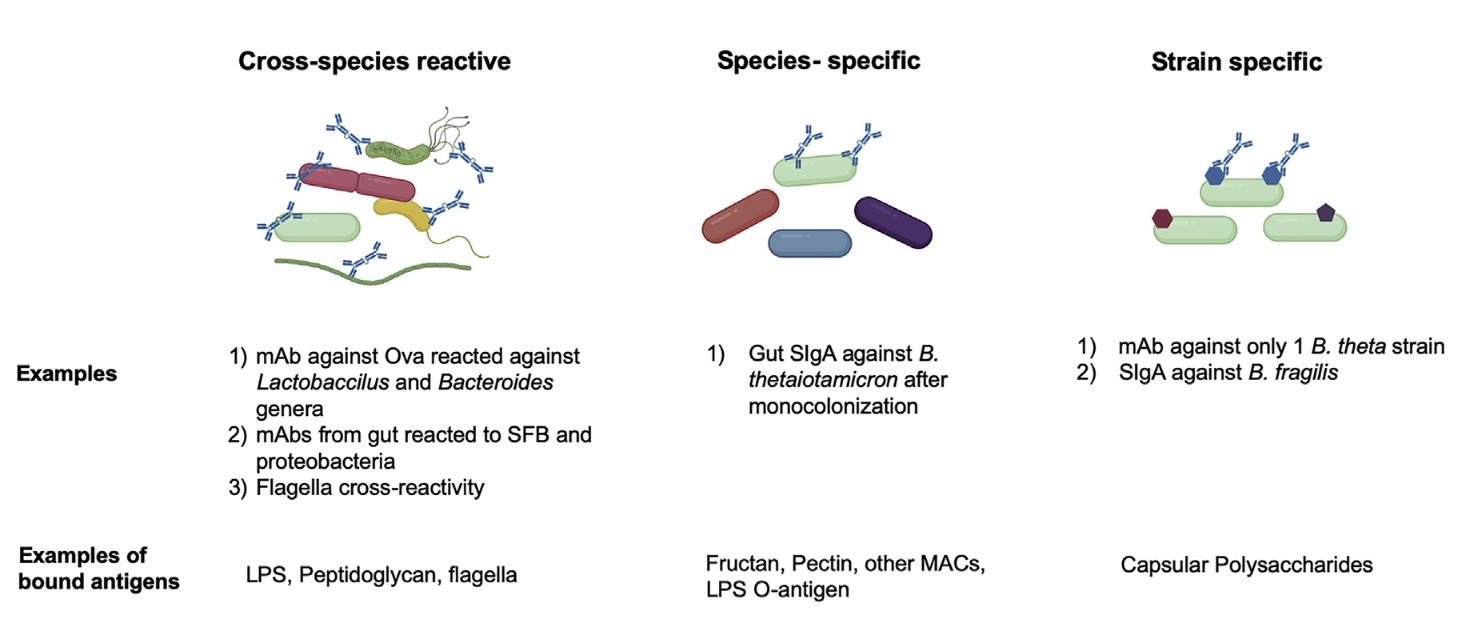 Cross-species reactive
Species- specific
Strain specific
Examples
1) mAb against Ova reacted against
Lactobaccilus and Bacteroides
genera
2) mAbs from gut reacted to SFB and
proteobacteria
3) Flagella cross-reactivity
1) Gut SIgA against B.
thetaiotamicron after
monocolonization
1) mAb against only 1 B. theta strain
2) SIgA against B. fragilis
Examples of
bound antigens
LPS, Peptidoglycan, flagella
Fructan, Pectin, other MACs,
LPS O-antigen
Capsular Polysaccharides